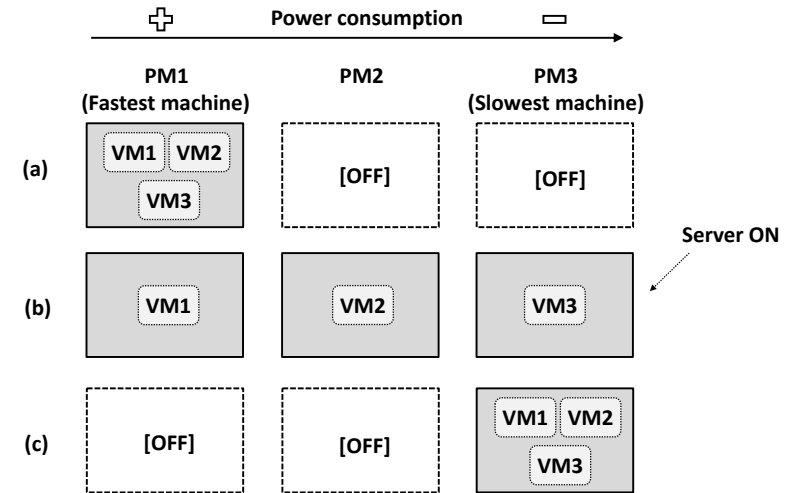 Power consumption
PM1
(Fastest machine)
PM2
PM3
(Slowest machine)
(a)
VM1 VM2
VM3
[OFF]
[OFF]
Server ON
(b)
VM1
VM2
VM3
(c)
[OFF]
[OFF]
VM1 VM2
VM3